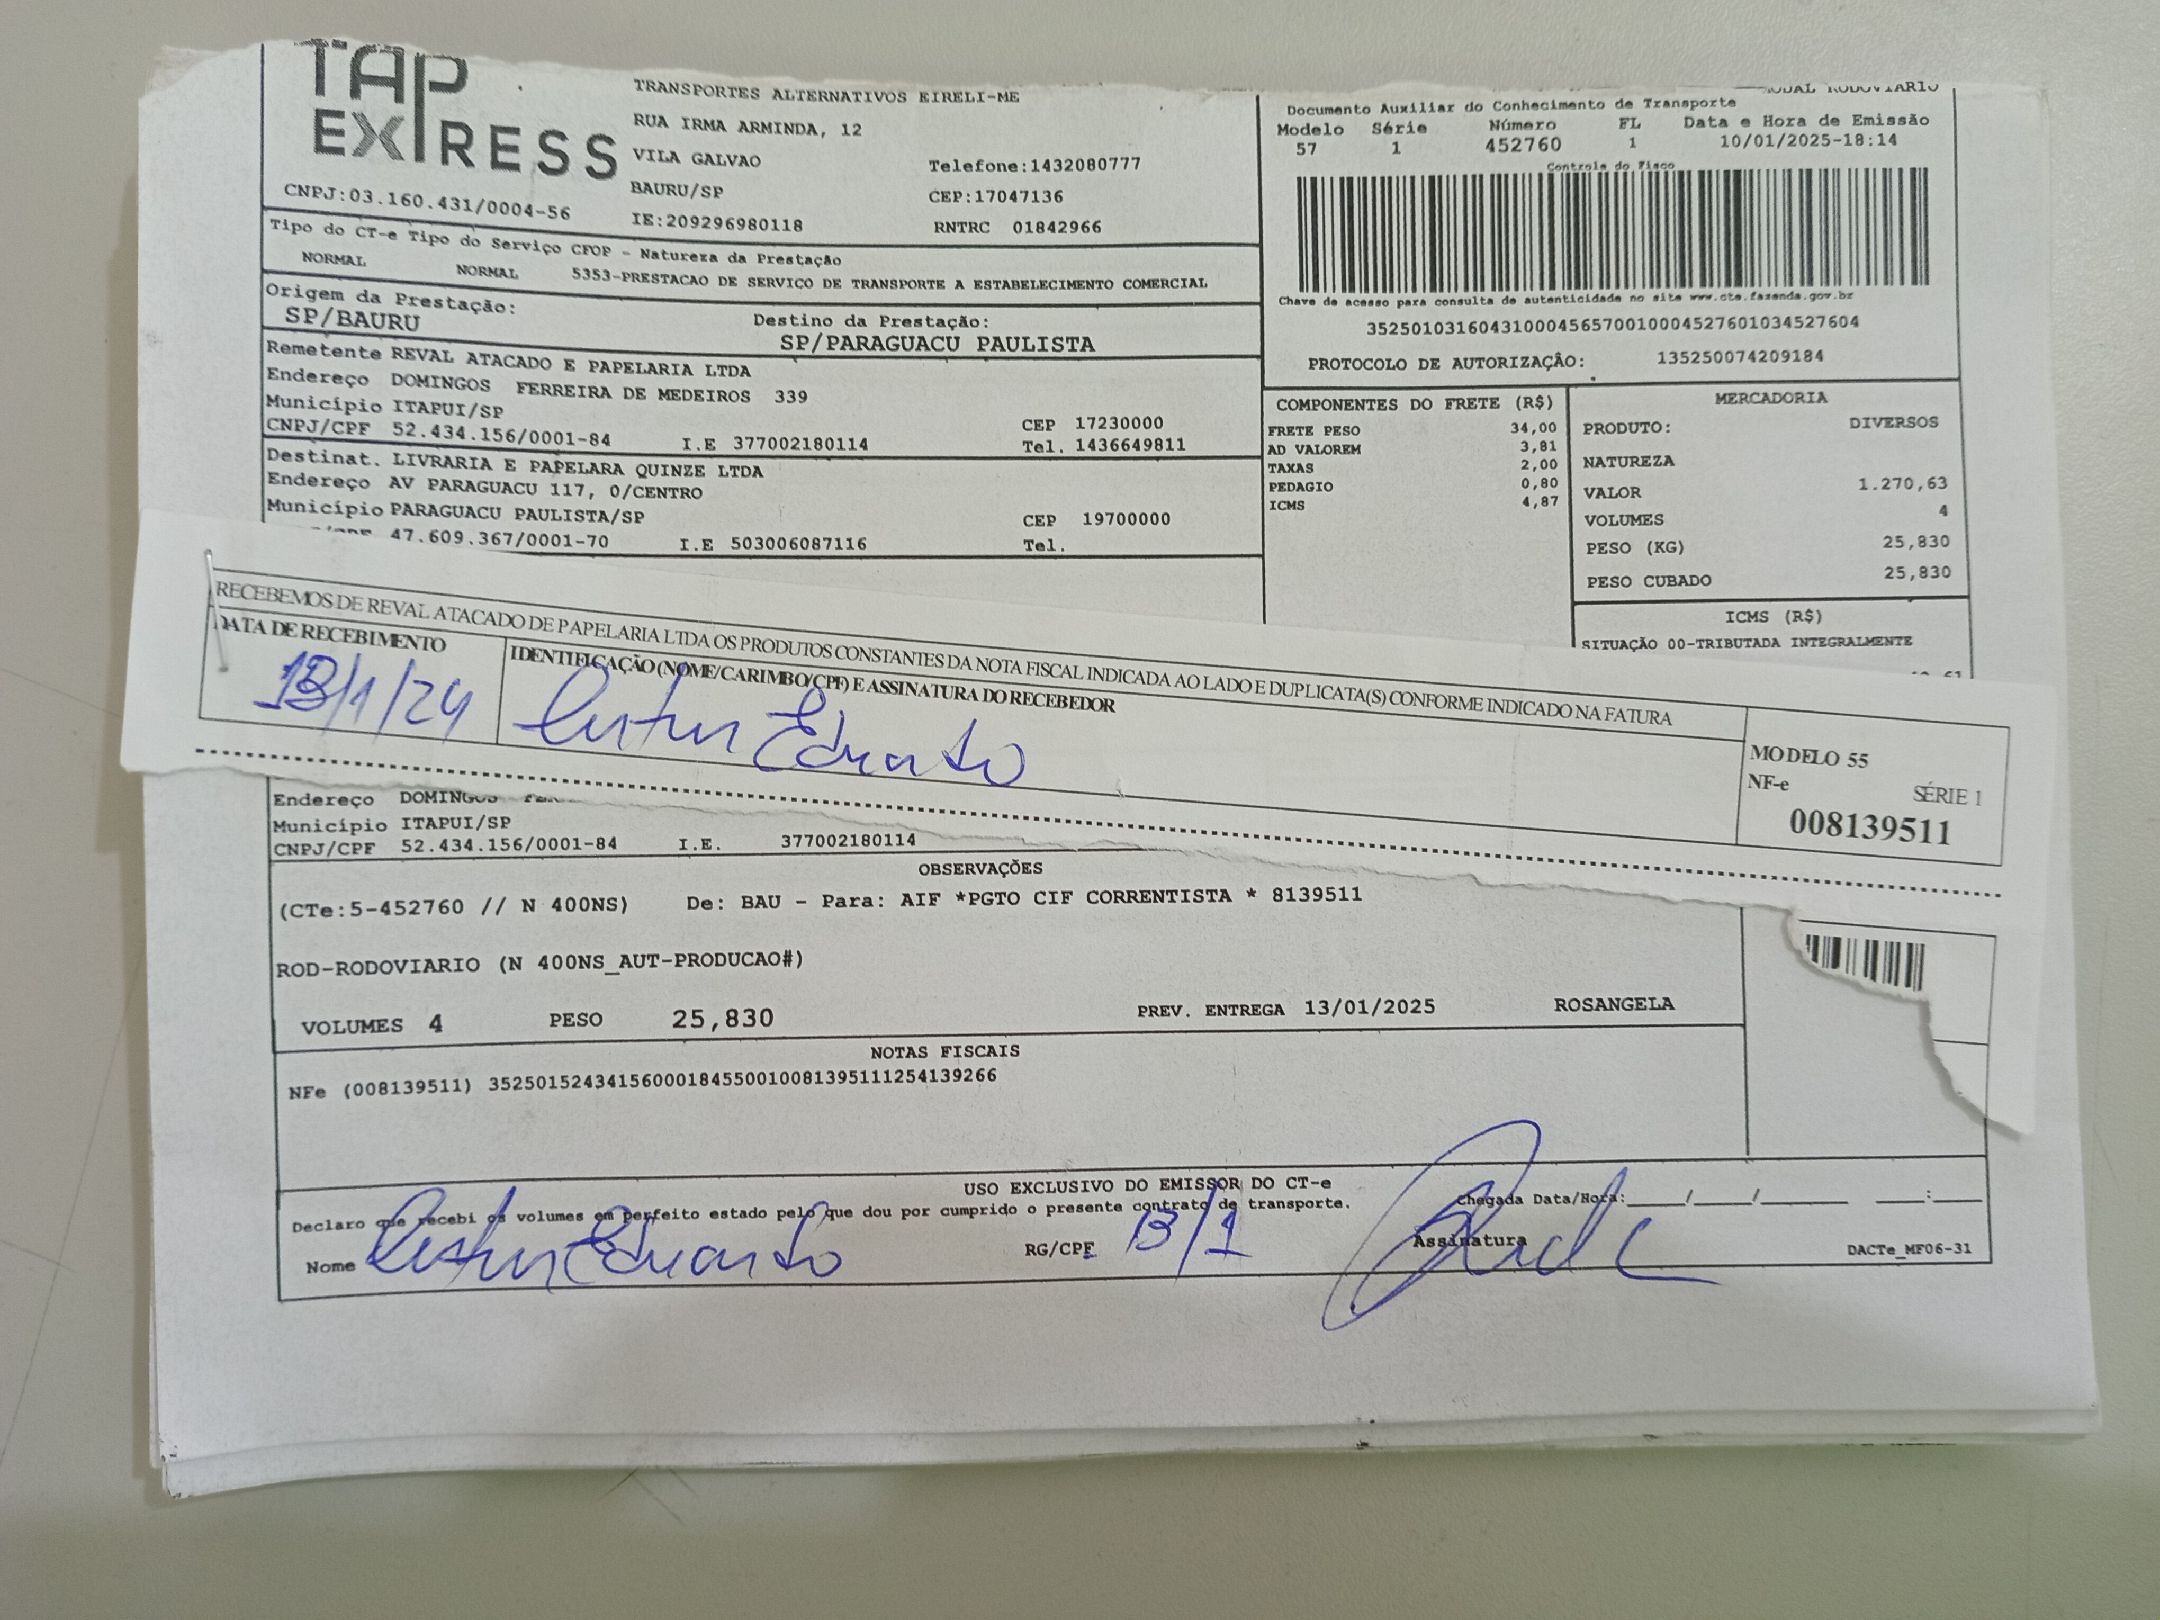 TAP
EXPRESS
TRANSPORTES ALTERNATIVOS EIRELI-ME
RUA IRMA ARMINDA, 12
VILA GALVAO
Telefone:1432080777
BAURU/SP
CEP:17047136
CNPJ:03.160.431/0004-56
IE:209296980118
RNTRC 01842966
MODAL RODOVIARIO
Documento Auxiliar do Conhecimento de Transporte
Modelo Série Número FL Data e Hora de Emissão
57 1 452760 1 10/01/2025-18:14
Controle do Fisco
Chave de acesso para consulta de autenticidade no site www.cte.fazenda.gov.br
35250103160431000456570010004527601034527604
PROTOCOLO DE AUTORIZAÇÂO: 135250074209184
Tipo do CT-e Tipo do Serviço CFOP - Natureza da Prestação
NORMAL NORMAL 5353-PRESTACAO DE SERVIÇO DE TRANSPORTE A ESTABELECIMENTO COMERCIAL
Origem da Prestação: Destino da Prestação:
SP/BAURU SP/PARAGUACU PAULISTA
Remetente REVAL ATACADO E PAPELARIA LTDA
Endereço DOMINGOS FERREIRA DE MEDEIROS 339
Município ITAPUI/SP CEP 17230000
CNPJ/CPF 52.434.156/0001-84 I.E 377002180114 Tel. 1436649811
Destinat. LIVRARIA E PAPELARA QUINZE LTDA
Endereço AV PARAGUACU 117, 0/CENTRO
Município PARAGUACU PAULISTA/SP CEP 19700000
47.609.367/0001-70 I.E 503006087116 Tel.
COMPONENTES DO FRETE (R$)
FRETE PESO 34,00
AD VALOREM 3,81
TAXAS 2,00
PEDAGIO 0,80
ICMS 4,87
MERCADORIA
PRODUTO: DIVERSOS
NATUREZA
VALOR 1.270,63
VOLUMES 4
PESO (KG) 25,830
PESO CUBADO 25,830
ICMS (R$)
SITUAÇÃO 00-TRIBUTADA INTEGRALMENTE
RECEBEMOS DE REVAL ATACADO DE PAPELARIA LTDA OS PRODUTOS CONSTANTES DA NOTA FISCAL INDICADA AO LADO E DUPLICATA(S) CONFORME INDICADO NA FATURA
DATA DE RECEBIMENTO
IDENTIFICAÇÃO (NOME/CARIMBO/CPF) E ASSINATURA DO RECEBEDOR
13/1/24
Eduardo
MODELO 55
NF-e SÉRIE 1
008139511
Endereço DOMINGOS
Município ITAPUI/SP
CNPJ/CPF 52.434.156/0001-84 I.E. 377002180114
OBSERVAÇÕES
(CTe:5-452760 // N 400NS) De: BAU - Para: AIF *PGTO CIF CORRENTISTA * 8139511
ROD-RODOVIARIO (N 400NS_AUT-PRODUCAO#)
VOLUMES 4 PESO 25,830 PREV. ENTREGA 13/01/2025 ROSANGELA
NOTAS FISCAIS
NFe (008139511) 35250152434156000184550010081395111254139266
USO EXCLUSIVO DO EMISSOR DO CT-e
Declaro que recebi os volumes em perfeito estado pelo que dou por cumprido o presente contrato de transporte.
Chegada Data/Hora:____/____/______ ___:____
Nome Eduardo RG/CPF 13/1 Assinatura
DACTe_MF06-31